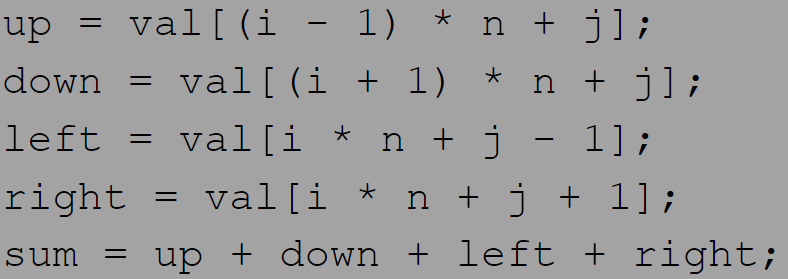 up = val[(i - 1) * n + j];
down = val[(i + 1) * n + j];
left = val[i * n + j - 1];
right = val[i * n + j + 1];
sum = up + down + left + right;